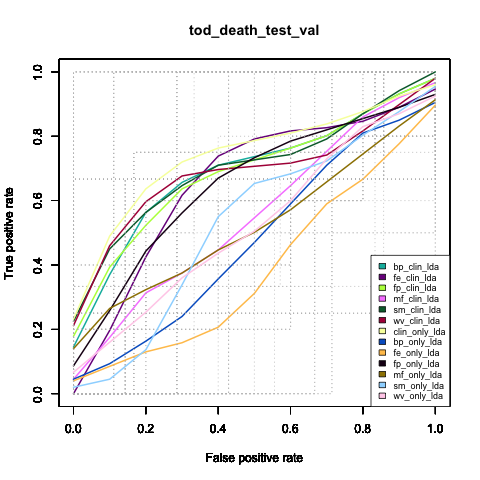 tod_death_test_val
True positive rate
1.0
0.8
0.6
0.4
0.2
0.0
bp_clin_lda
fe_clin_lda
fp_clin_lda
mf_clin_lda
sm_clin_lda
wv_clin_lda
clin_only_lda
bp_only_lda
fe_only_lda
fp_only_lda
mf_only_lda
sm_only_lda
wv_only_lda
0.0 0.2 0.4 0.6 0.8 1.0
False positive rate